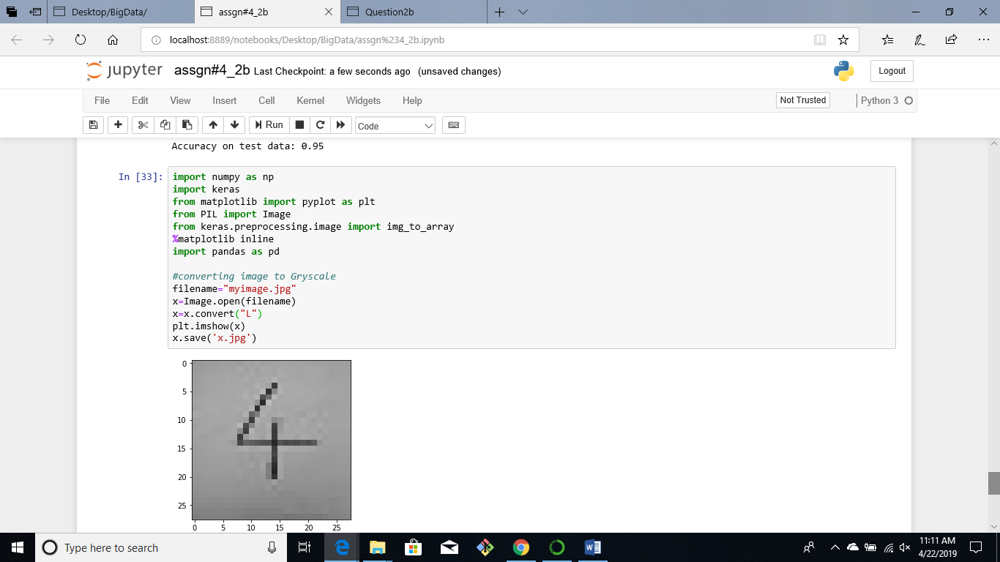 Desktop/BigData/
assgn#4_2b
Question2b
localhost:8889/notebooks/Desktop/BigData/assgn%234_2b.ipynb
jupyter assgn#4_2b Last Checkpoint: a few seconds ago (unsaved changes)
Logout
File Edit View Insert Cell Kernel Widgets Help
Not Trusted
Python 3
Run
Code
Accuracy on test data: 0.95
In [33]:
import numpy as np
import keras
from matplotlib import pyplot as plt
from PIL import Image
from keras.preprocessing.image import img_to_array
%matplotlib inline
import pandas as pd
#converting image to Gryscale
filename="myimage.jpg"
x=Image.open(filename)
x=x.convert("L")
plt.imshow(x)
x.save('x.jpg')
0
5
10
15
20
25
4
0 5 10 15 20 25
Type here to search
11:11 AM
4/22/2019